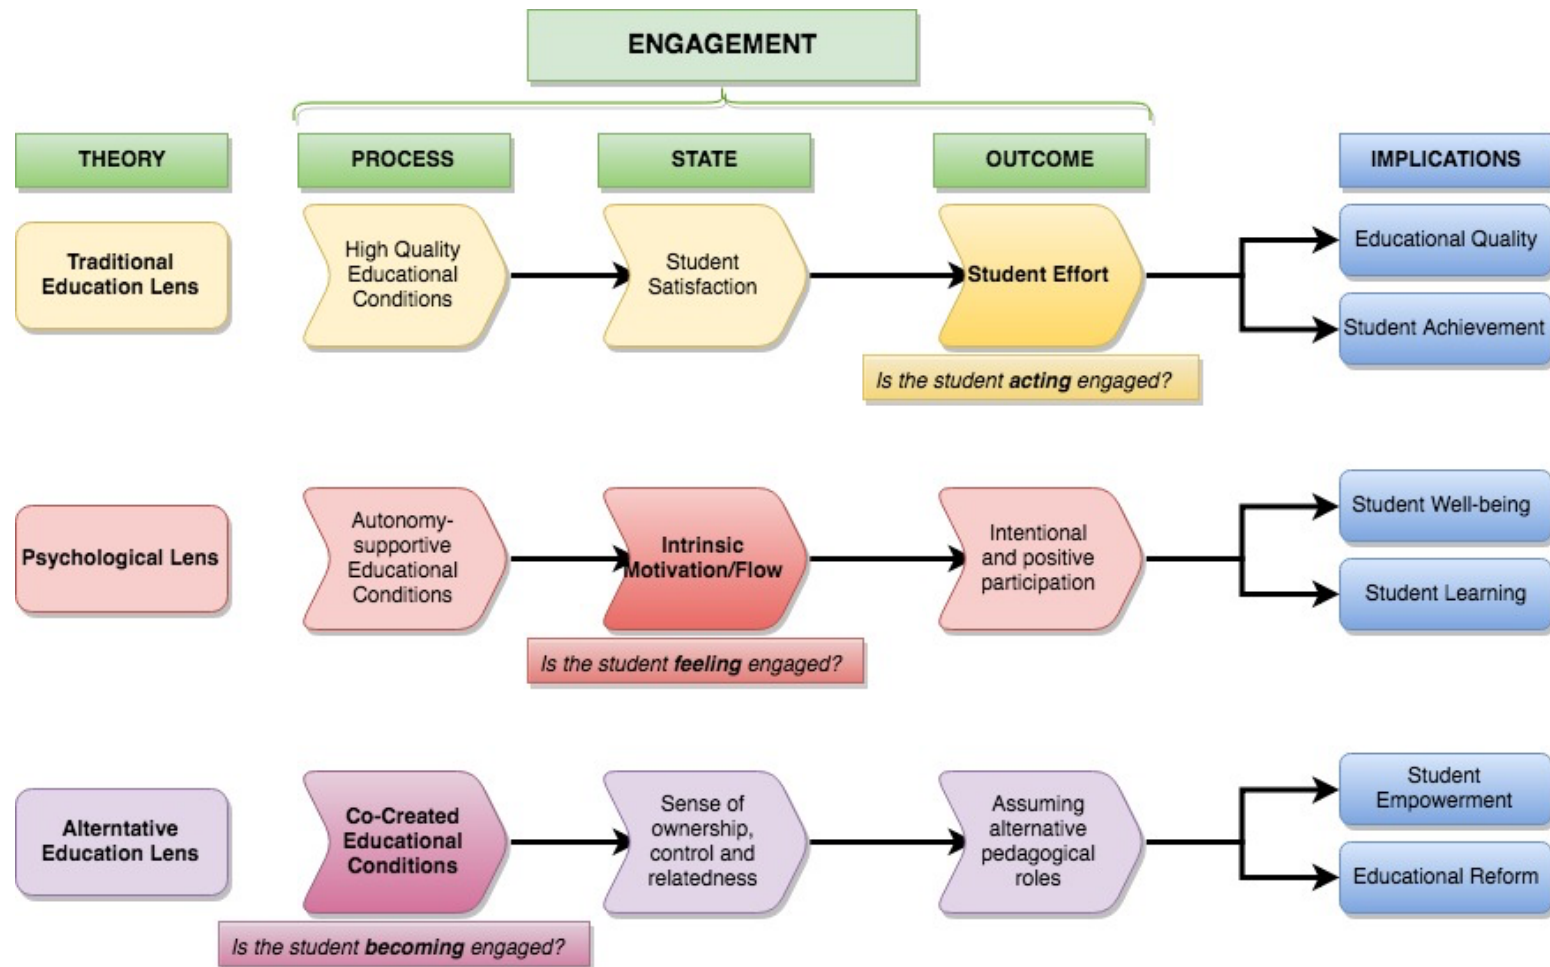 ENGAGEMENT
THEORY
PROCESS
STATE
OUTCOME
IMPLICATIONS
Traditional
Education Lens
High Quality
Educational
Conditions
Student
Satisfaction
Student Effort
Educational Quality
Student Achievement
Is the student acting engaged?
Psychological Lens
Autonomy-
supportive
Educational
Conditions
Intrinsic
Motivation/Flow
Intentional
and positive
participation
Student Well-being
Student Learning
Is the student feeling engaged?
Alterntative
Education Lens
Co-Created
Educational
Conditions
Sense of
ownership,
control and
relatedness
Assuming
alternative
pedagogical
roles
Student
Empowerment
Educational Reform
Is the student becoming engaged?